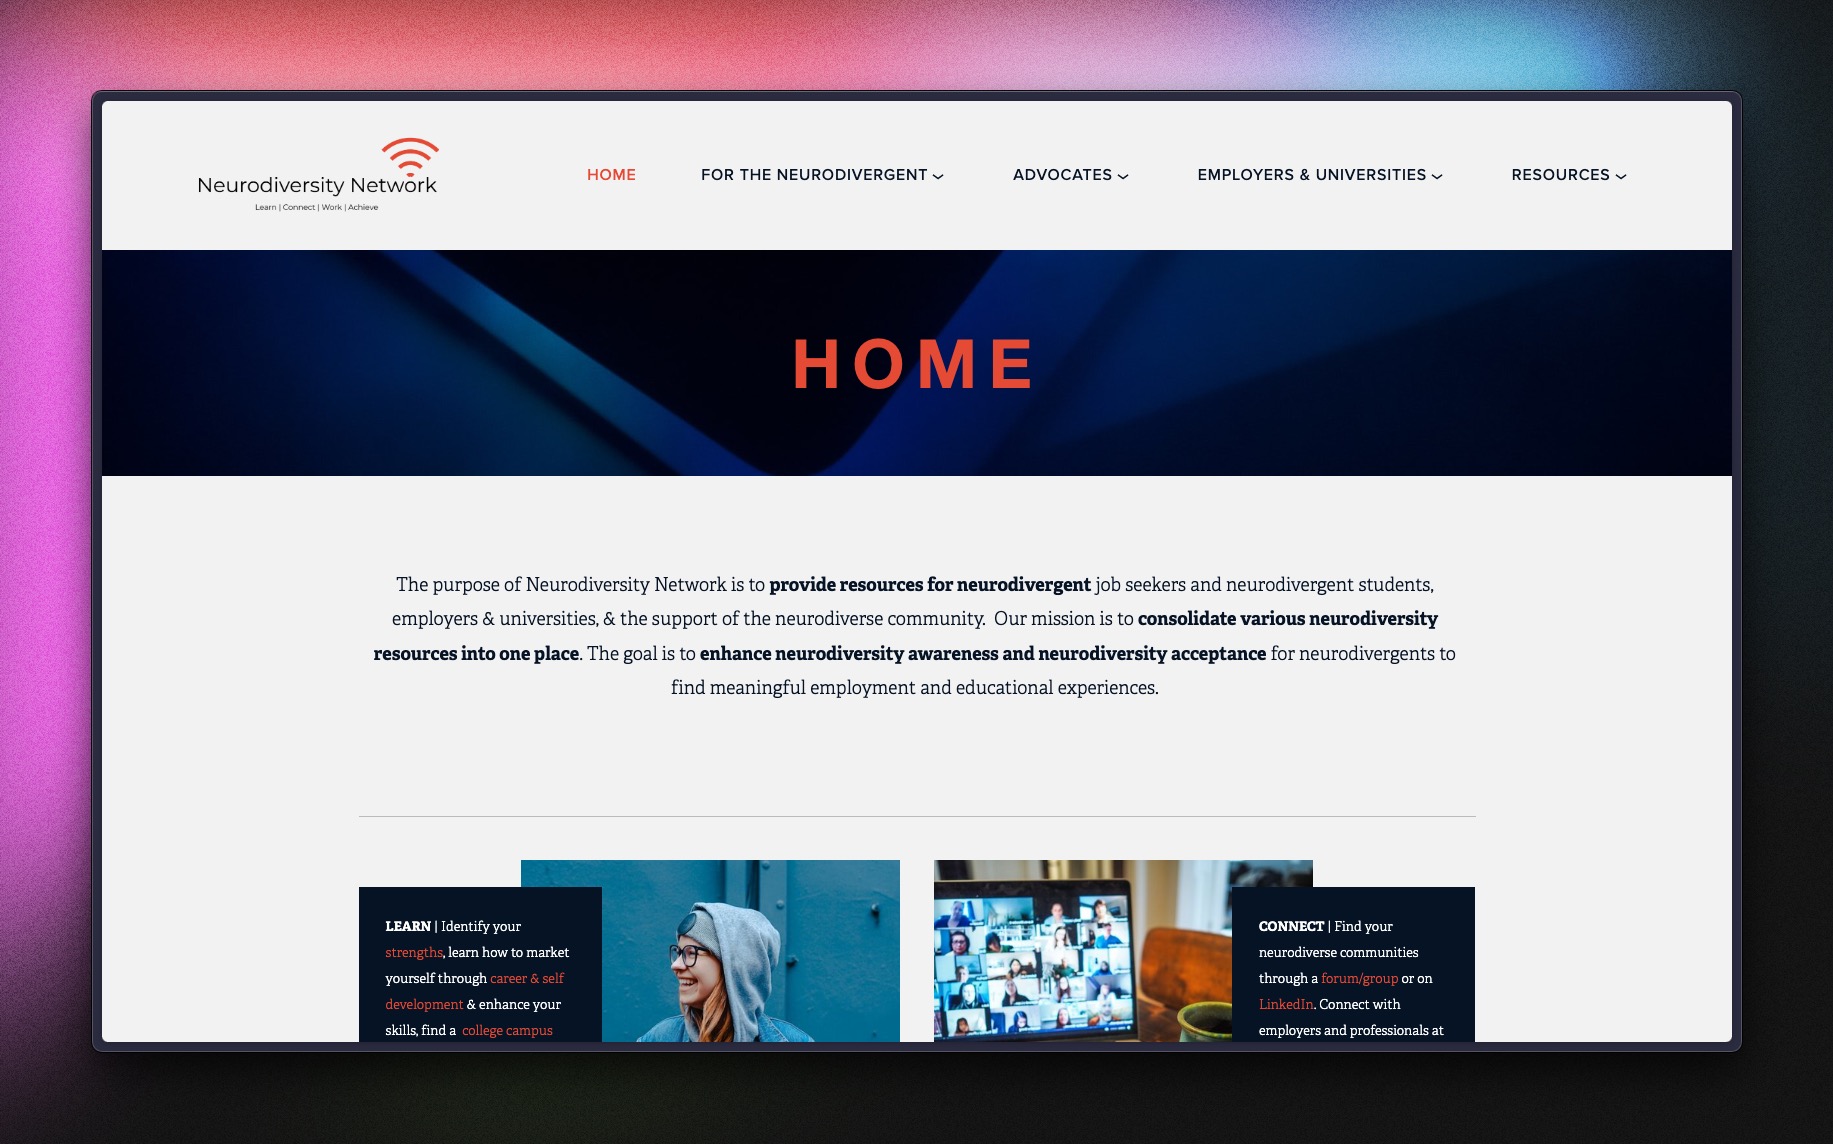 Neurodiversity Network
Learn | Connect | Work | Achieve
HOME
FOR THE NEURODIVERGENT
ADVOCATES
EMPLOYERS & UNIVERSITIES
RESOURCES
HOME
The purpose of Neurodiversity Network is to provide resources for neurodivergent job seekers and neurodivergent students,
employers & universities, & the support of the neurodiverse community. Our mission is to consolidate various neurodiversity
resources into one place. The goal is to enhance neurodiversity awareness and neurodiversity acceptance for neurodivergents to
find meaningful employment and educational experiences.
LEARN | Identify your
strengths, learn how to market
yourself through career & self
development & enhance your
skills, find a college campus
CONNECT | Find your
neurodiverse communities
through a forum/group or on
LinkedIn. Connect with
employers and professionals at